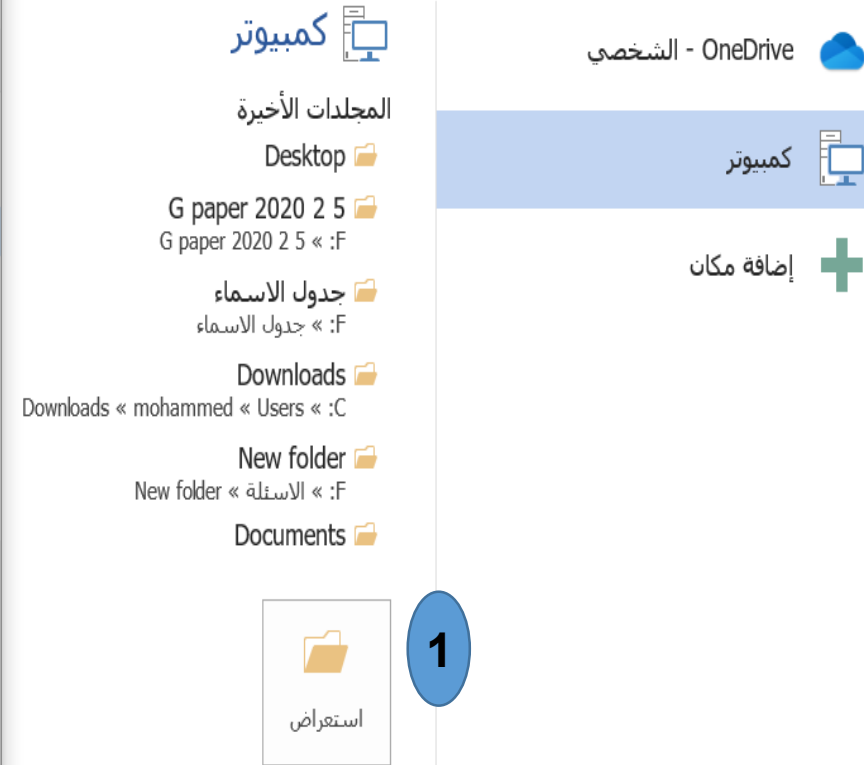 OneDrive - الشخصي
كمبيوتر
إضافة مكان
كمبيوتر
المجلدات الأخيرة
Desktop
G paper 2020 2 5
F: » G paper 2020 2 5
جدول الاسماء
F: » جدول الاسماء
Downloads
C: » Users » mohammed » Downloads
New folder
F: » الاسئلة » New folder
Documents
1
استعراض